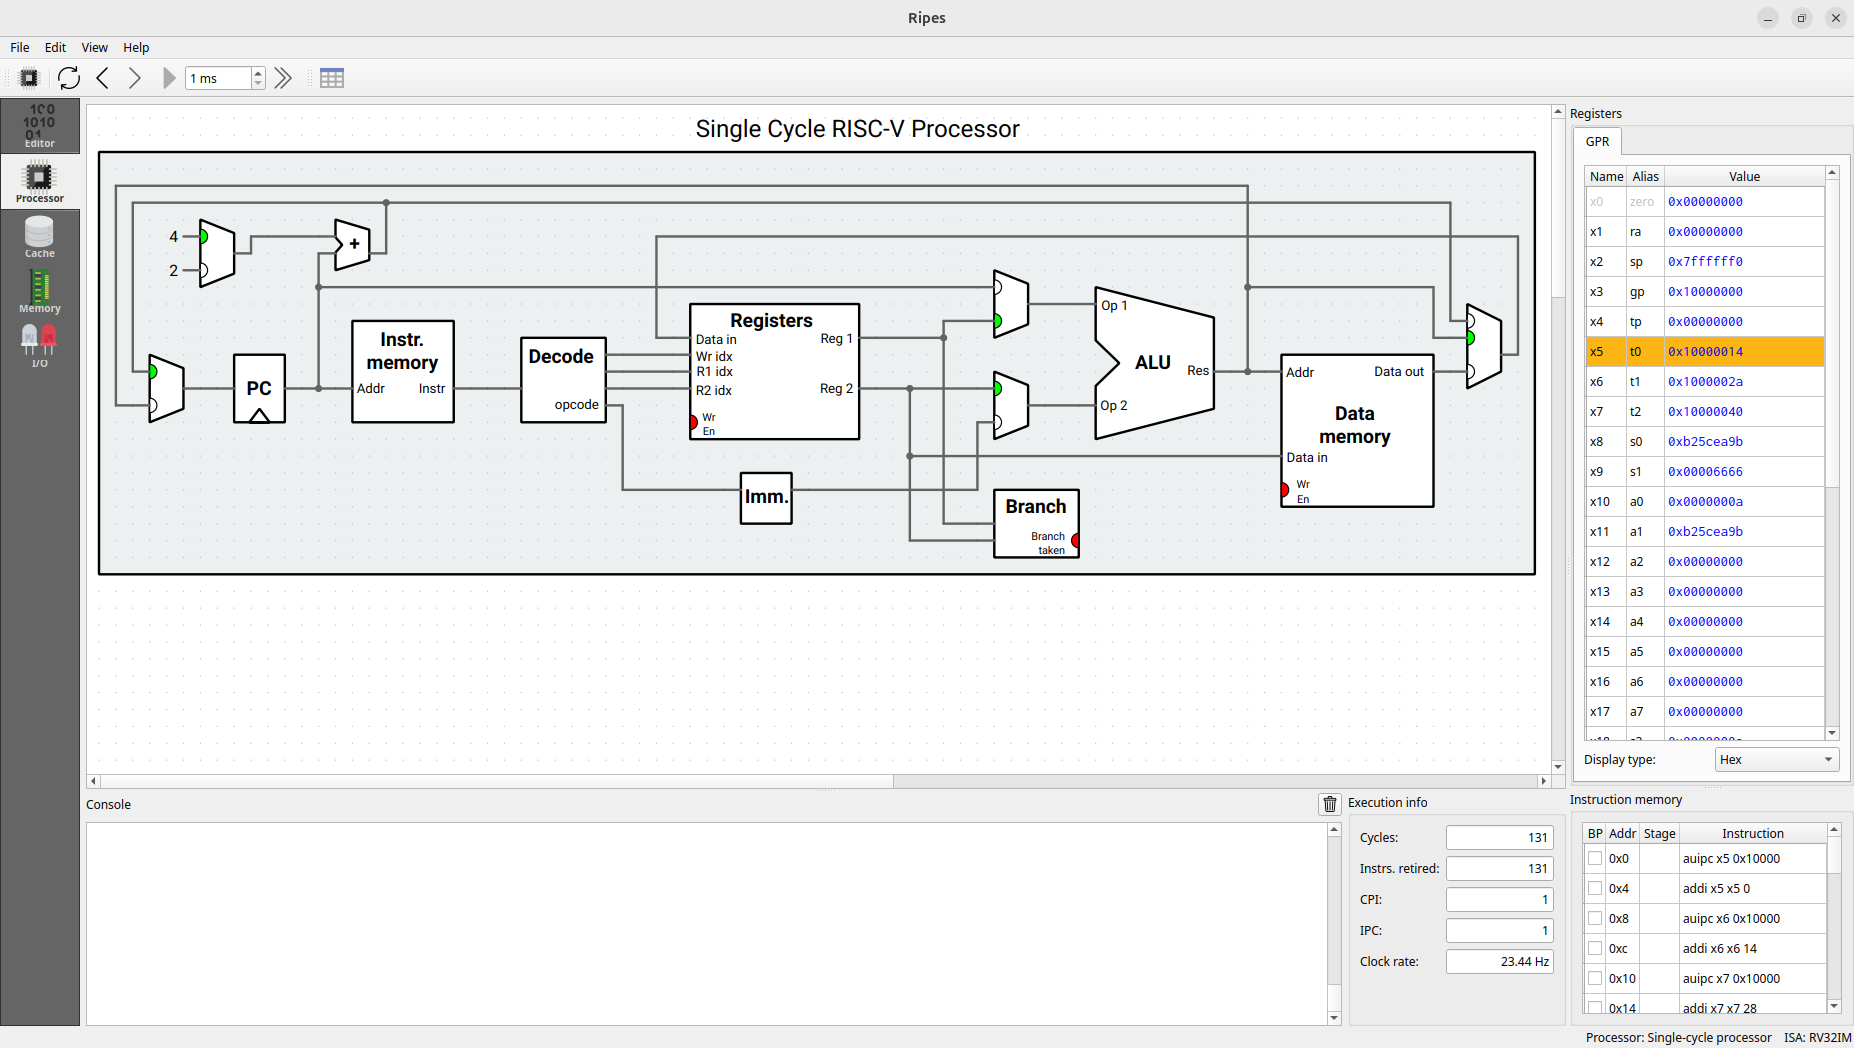 Ripes
File Edit View Help
1 ms
100
1010
01
Editor
Processor
Cache
Memory
I/O
Single Cycle RISC-V Processor
4
2
+
PC
Instr.
memory
Addr Instr
Decode
opcode
Registers
Data in Reg 1
Wr idx
R1 idx
R2 idx Reg 2
Wr
En
Imm.
Op 1
ALU
Res
Op 2
Branch
Branch
taken
Addr Data out
Data
memory
Data in
Wr
En
Registers
GPR
Name Alias Value
x0 zero 0x00000000
x1 ra 0x00000000
x2 sp 0x7ffffff0
x3 gp 0x10000000
x4 tp 0x00000000
x5 t0 0x10000014
x6 t1 0x1000002a
x7 t2 0x10000040
x8 s0 0xb25cea9b
x9 s1 0x00006666
x10 a0 0x0000000a
x11 a1 0xb25cea9b
x12 a2 0x00000000
x13 a3 0x00000000
x14 a4 0x00000000
x15 a5 0x00000000
x16 a6 0x00000000
x17 a7 0x00000000
Display type: Hex
Console
Execution info
Cycles: 131
Instrs. retired: 131
CPI: 1
IPC: 1
Clock rate: 23.44 Hz
Instruction memory
BP Addr Stage Instruction
0x0 auipc x5 0x10000
0x4 addi x5 x5 0
0x8 auipc x6 0x10000
0xc addi x6 x6 14
0x10 auipc x7 0x10000
0x14 addi x7 x7 28
Processor: Single-cycle processor ISA: RV32IM